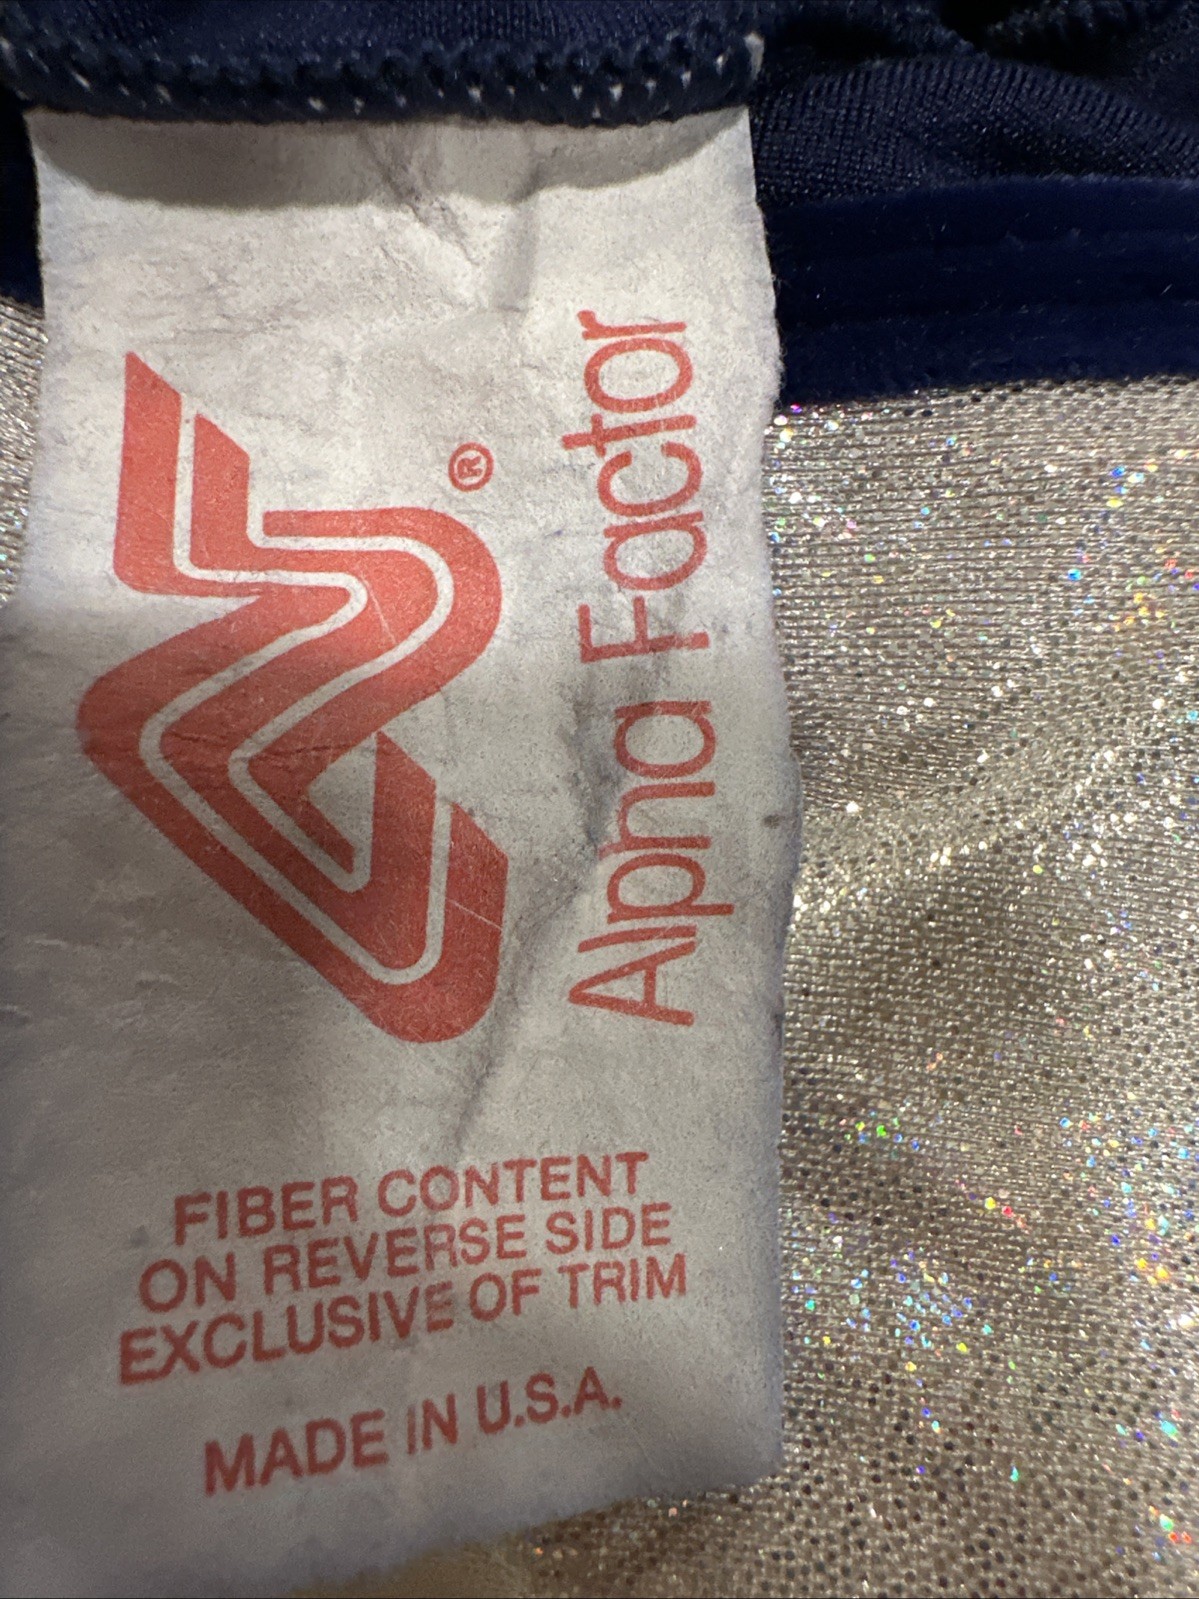 ®
Alpha Factor
FIBER CONTENT
ON REVERSE SIDE
EXCLUSIVE OF TRIM
MADE IN U.S.A.